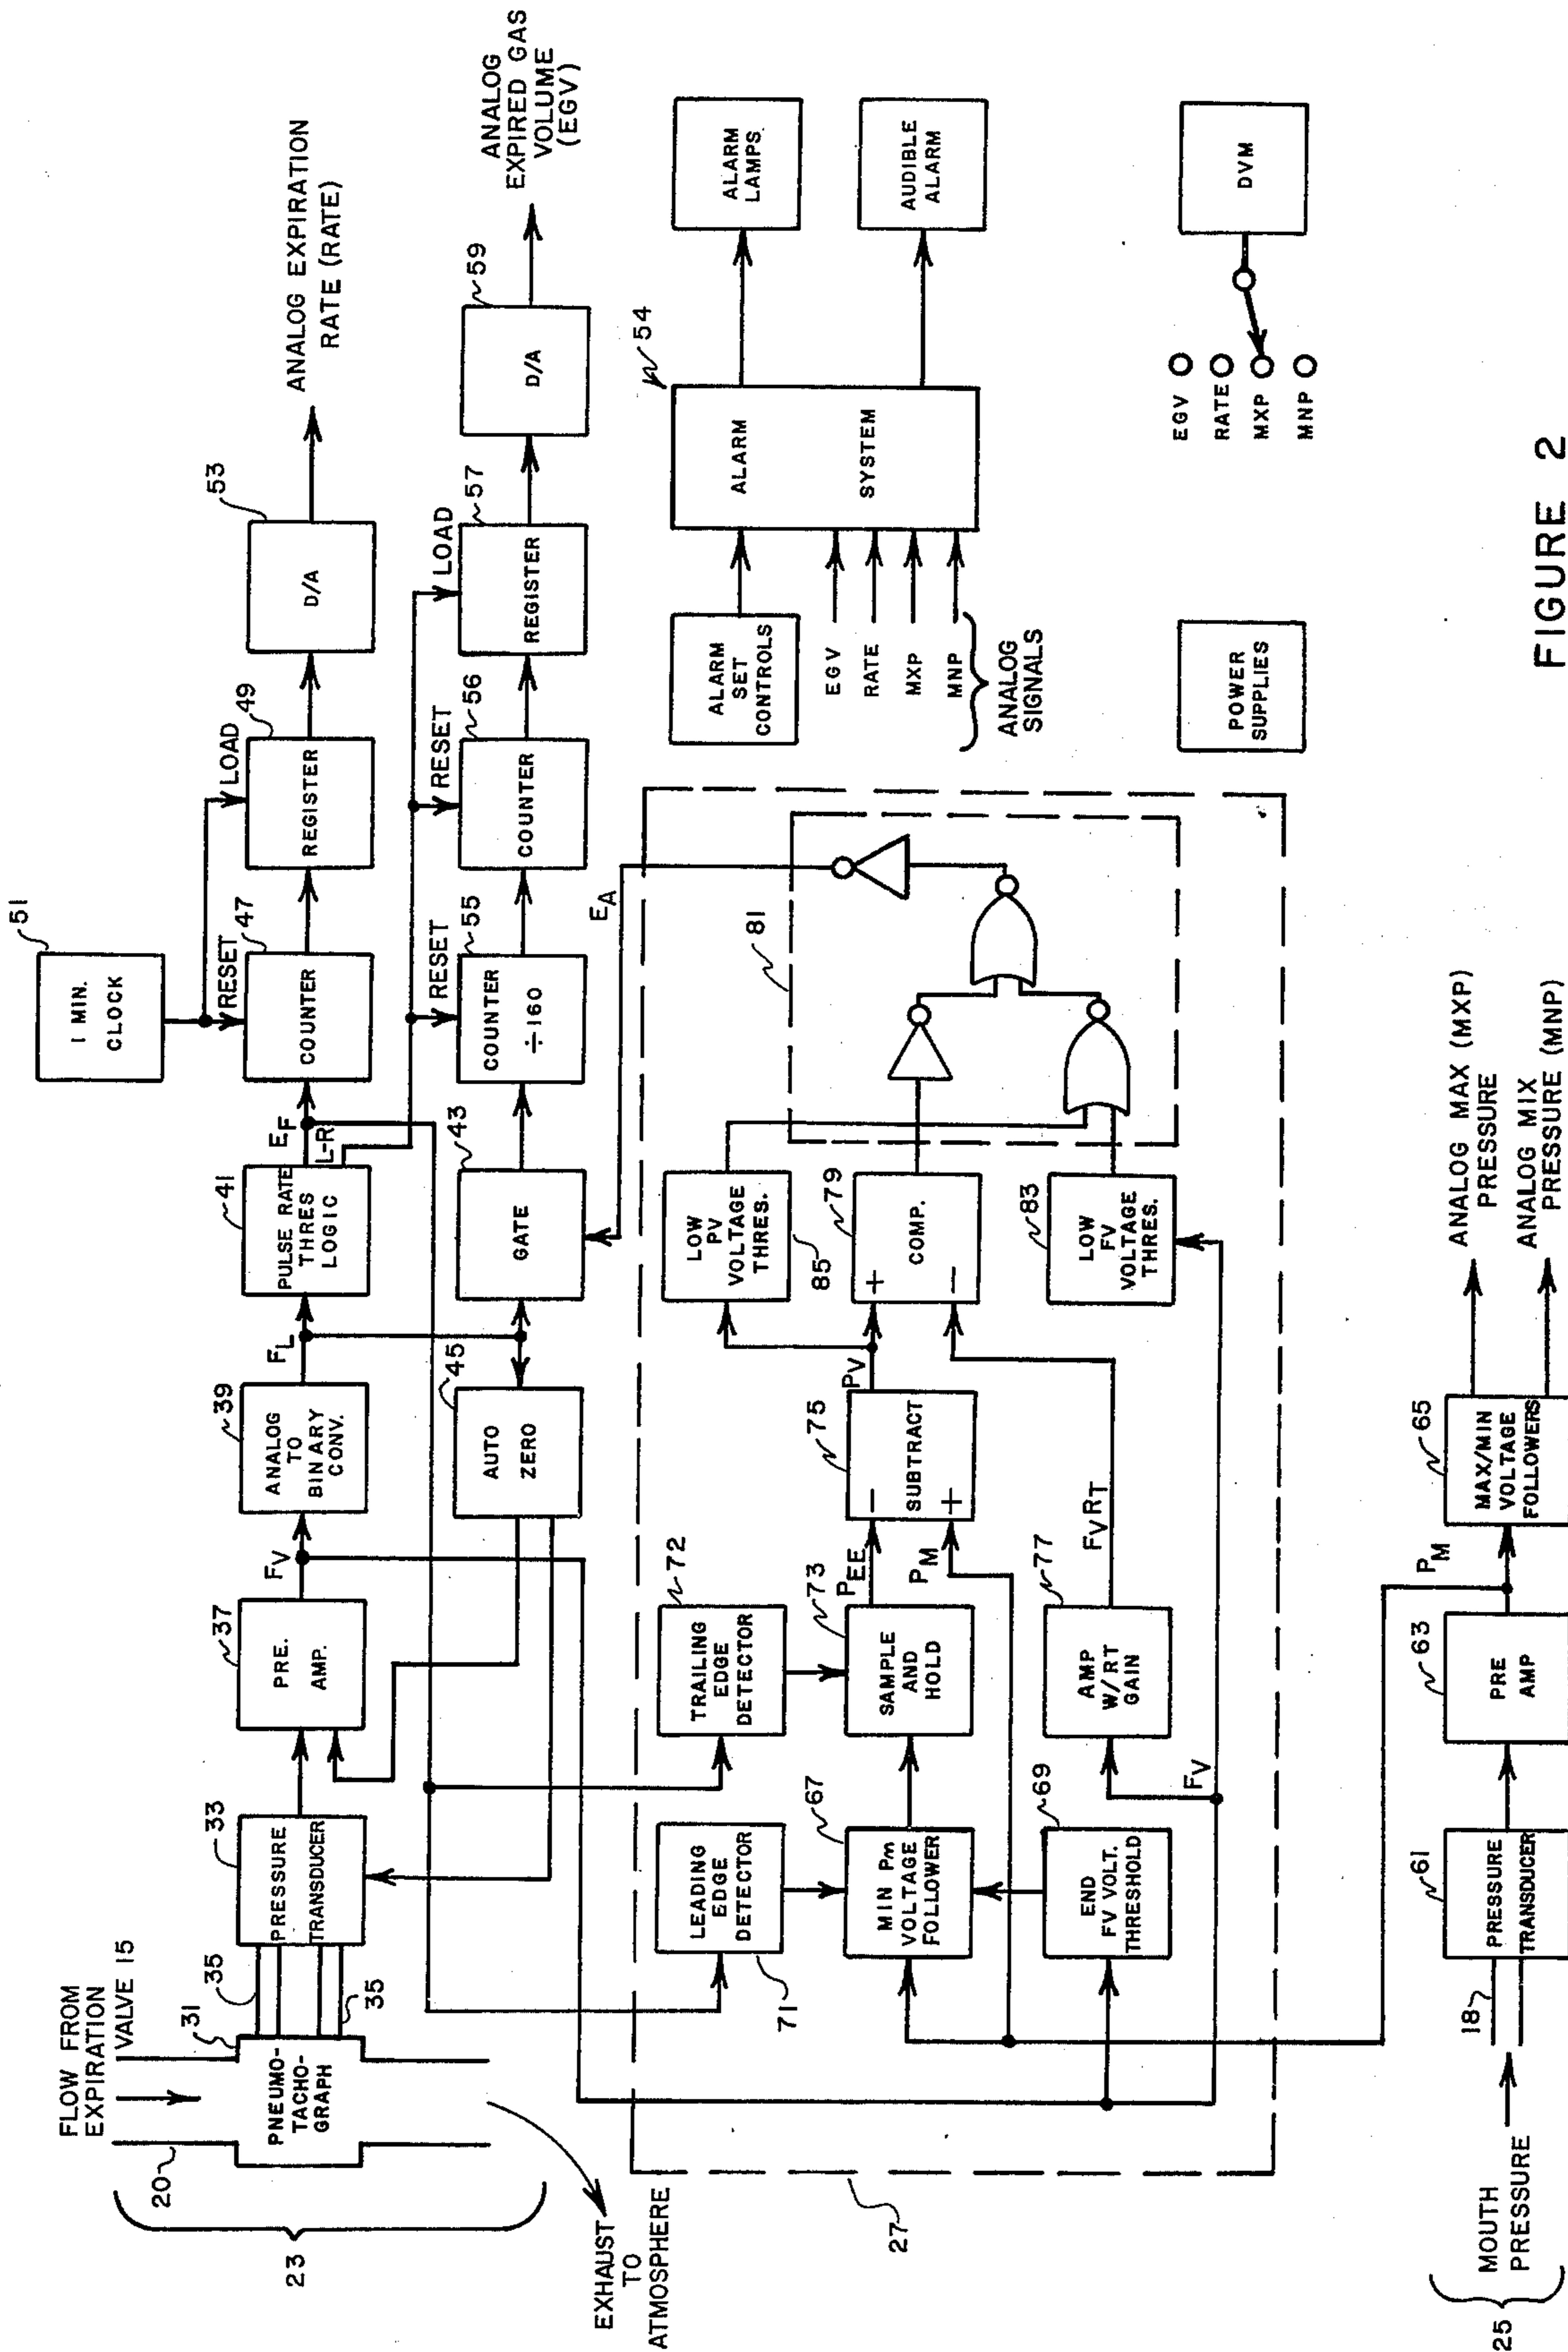 51
1 MIN.
CLOCK
FLOW FROM
EXPIRATION
VALVE 15
20
31
PNEUMO-
TACHO-
GRAPH
35
35
33
PRESSURE
TRANSDUCER
37
PRE.
AMP.
FV
39
ANALOG
TO
BINARY
CONV.
FL
41
PULSE RATE
THRES
LOGIC
EF
L-R
RESET
47
COUNTER
LOAD
49
REGISTER
53
D/A
ANALOG EXPIRATION
RATE (RATE)
23
EXHAUST
TO
ATMOSPHERE
45
AUTO
ZERO
43
GATE
RESET
55
COUNTER
÷160
RESET
56
COUNTER
LOAD
57
REGISTER
59
D/A
ANALOG
EXPIRED GAS
VOLUME
(EGV)
EA
27
71
LEADING
EDGE
DETECTOR
72
TRAILING
EDGE
DETECTOR
67
MIN Pm
VOLTAGE
FOLLOWER
73
SAMPLE
AND
HOLD
PEE
PM
75
–
SUBTRACT
+
PV
LOW
PV
VOLTAGE
THRES.
85
79
+
COMP.
–
81
69
END
FV VOLT.
THRESHOLD
FV
77
AMP
W/RT
GAIN
FVRT
83
LOW
FV
VOLTAGE
THRES.
ALARM
SET
CONTROLS
EGV
RATE
MXP
MNP
ANALOG
SIGNALS
54
ALARM
SYSTEM
ALARM
LAMPS
AUDIBLE
ALARM
POWER
SUPPLIES
EGV
RATE
MXP
MNP
DVM
25
MOUTH
PRESSURE
18
61
PRESSURE
TRANSDUCER
63
PRE
AMP
PM
65
MAX/MIN
VOLTAGE
FOLLOWERS
ANALOG MAX (MXP)
PRESSURE
ANALOG MIX
PRESSURE (MNP)
FIGURE 2